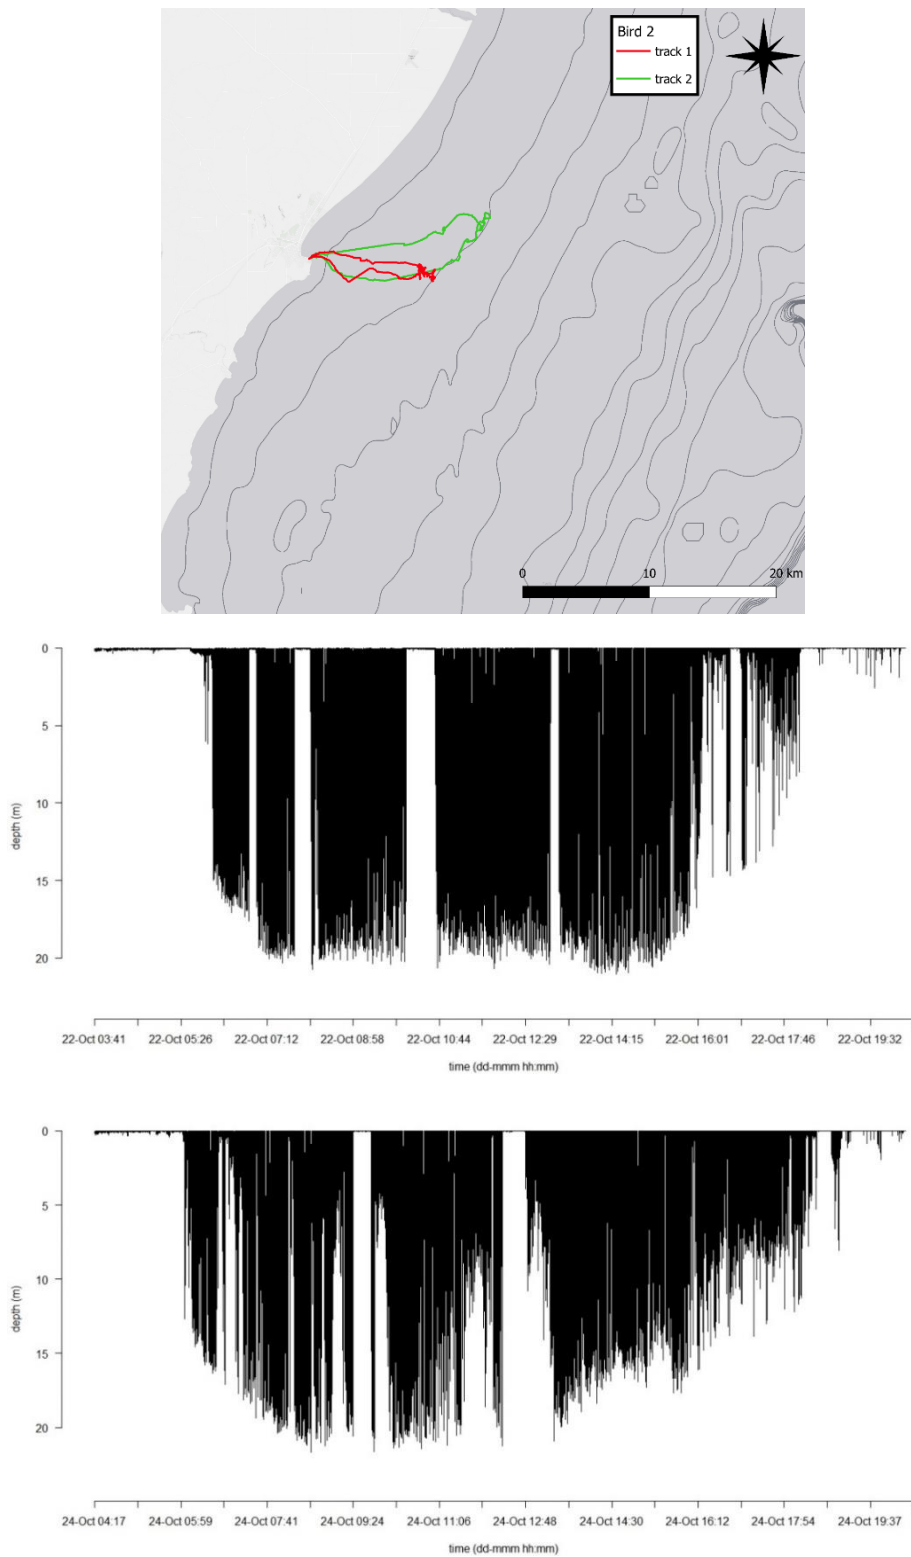 Bird 2
track 1
track 2
0 10 20 km
0
5
10
15
20
depth (m)
22-Oct 03:41 22-Oct 05:26 22-Oct 07:12 22-Oct 08:58 22-Oct 10:44 22-Oct 12:29 22-Oct 14:15 22-Oct 16:01 22-Oct 17:46 22-Oct 19:32
time (dd-mmm hh:mm)
0
5
10
15
20
depth (m)
24-Oct 04:17 24-Oct 05:59 24-Oct 07:41 24-Oct 09:24 24-Oct 11:06 24-Oct 12:48 24-Oct 14:30 24-Oct 16:12 24-Oct 17:54 24-Oct 19:37
time (dd-mmm hh:mm)